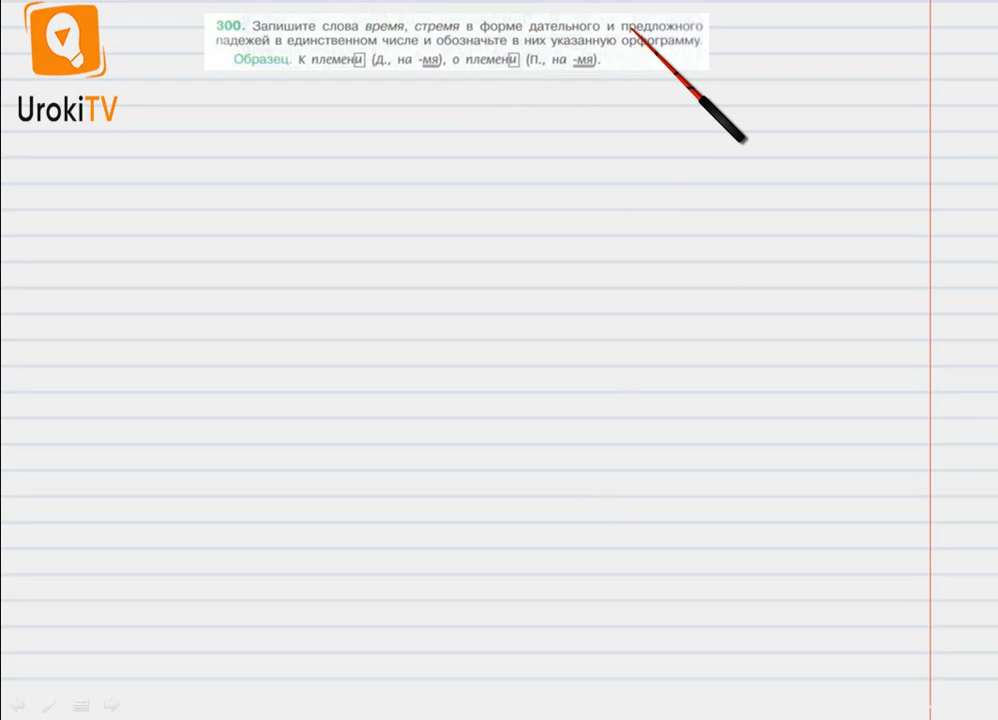 300. Запишите слова время, стремя в форме дательного и предложного
падежей в единственном числе и обозначьте в них указанную орфограмму.
Образец. К племени (Д., на -мя), о племени (П., на -мя).
UrokiTV